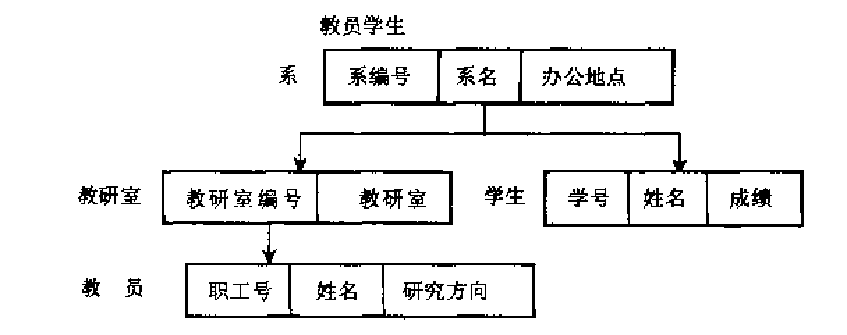 教员学生
系 系编号 系名 办公地点
教研室 教研室编号 教研室 学生 学号 姓名 成绩
教 员 职工号 姓名 研究方向